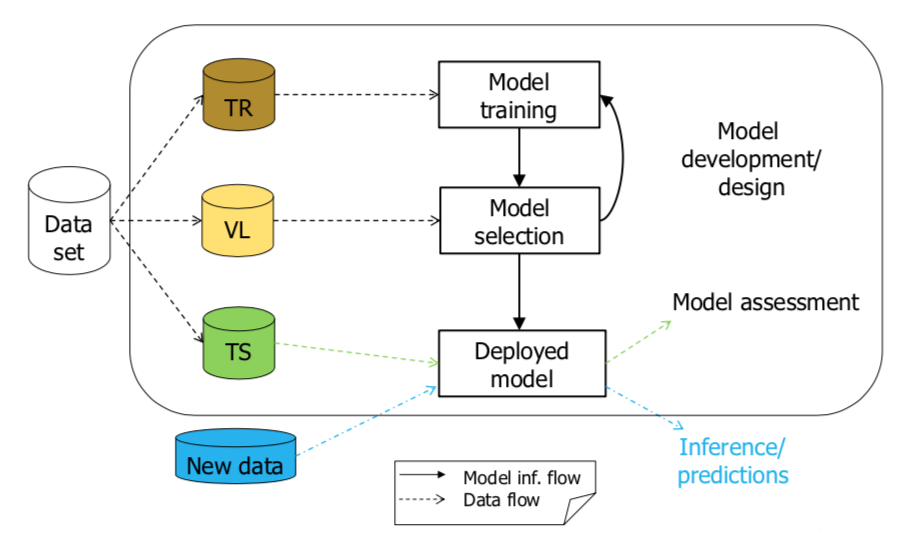 TR
Model
training
Model
development/
design
Data
set
VL
Model
selection
Model assessment
TS
Deployed
model
New data
Inference/
predictions
Model inf. flow
Data flow